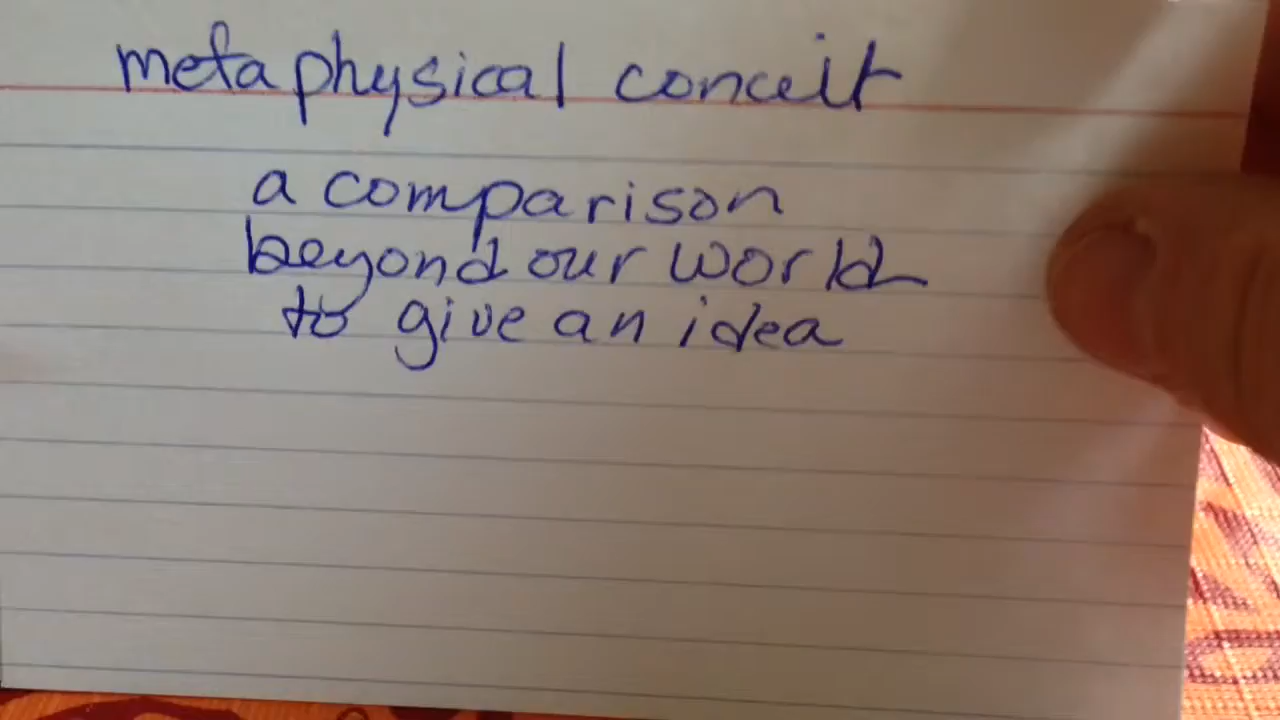 metaphysical conceit
a comparison
beyond our world
to give an idea